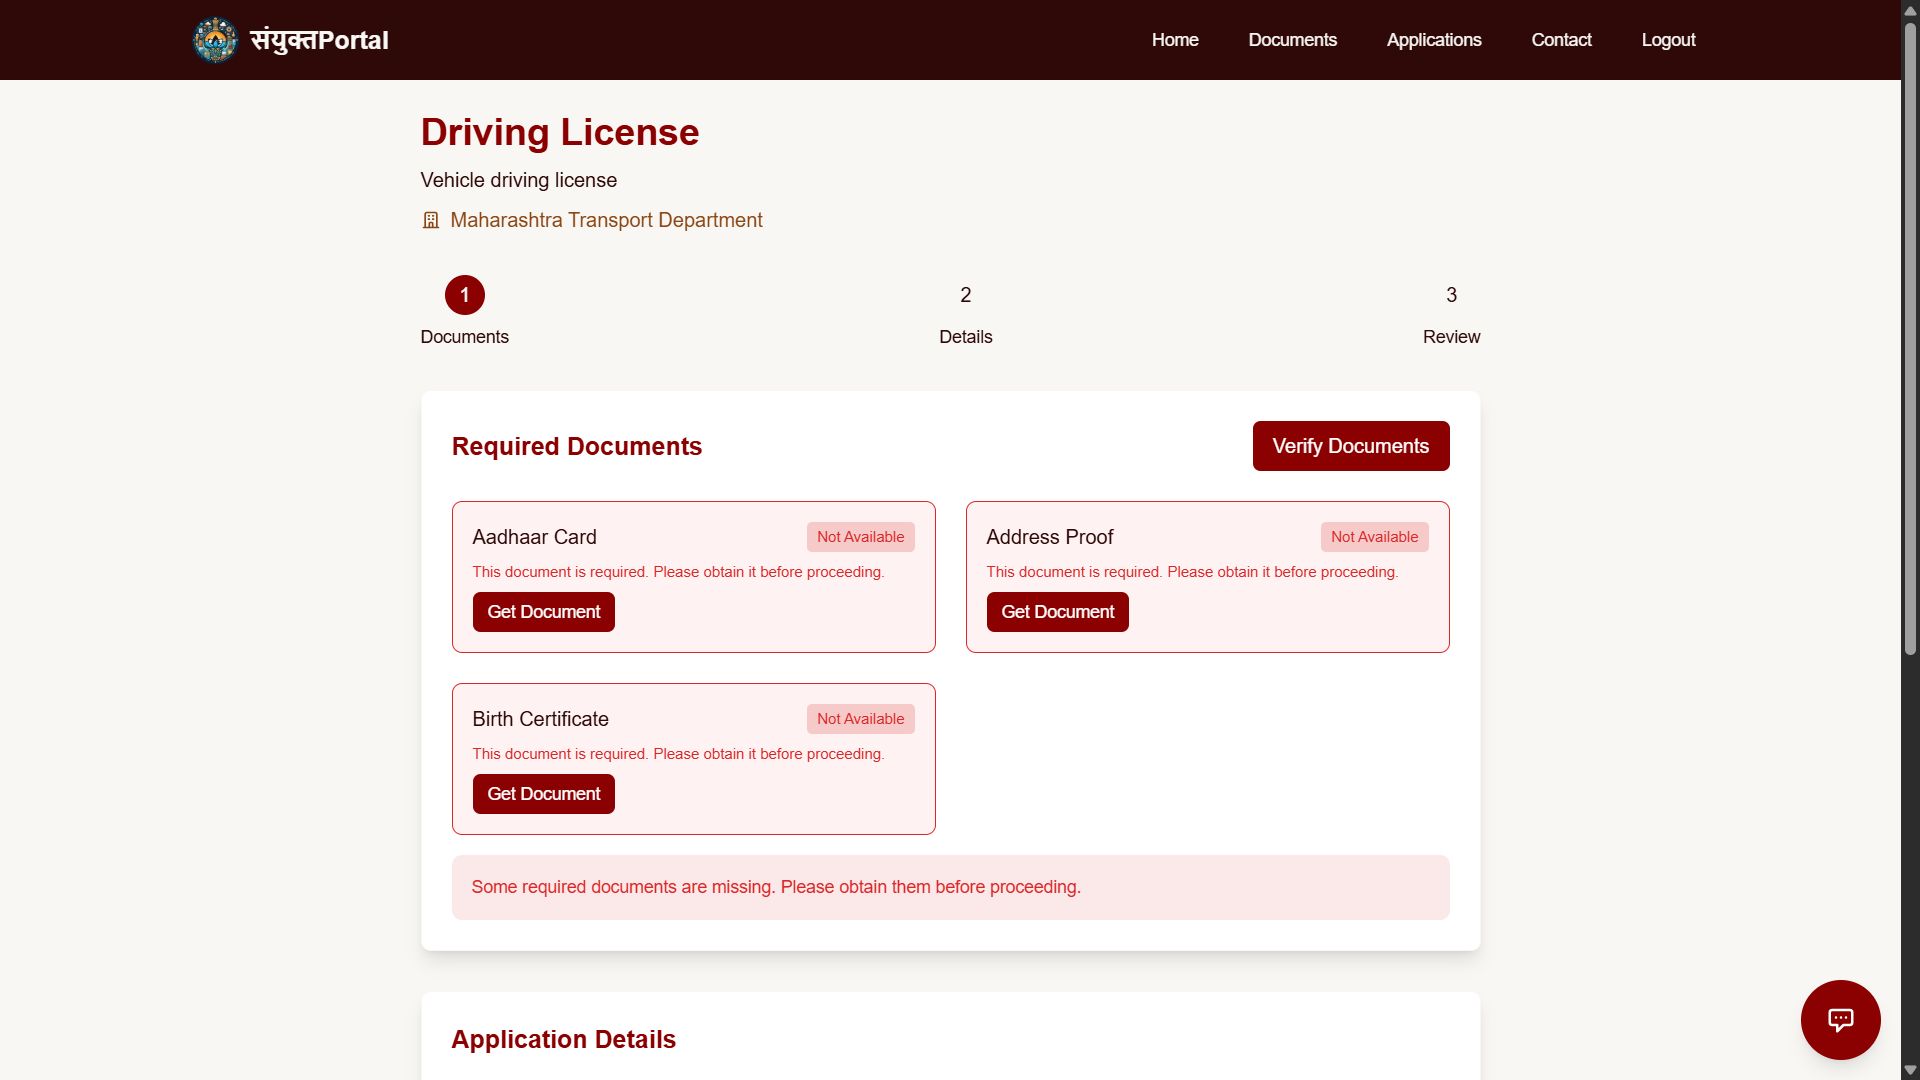 संयुक्तPortal
Home Documents Applications Contact Logout
Driving License
Vehicle driving license
Maharashtra Transport Department
1 2 3
Documents Details Review
Required Documents Verify Documents
Aadhaar Card Not Available
This document is required. Please obtain it before proceeding.
Get Document
Address Proof Not Available
This document is required. Please obtain it before proceeding.
Get Document
Birth Certificate Not Available
This document is required. Please obtain it before proceeding.
Get Document
Some required documents are missing. Please obtain them before proceeding.
Application Details